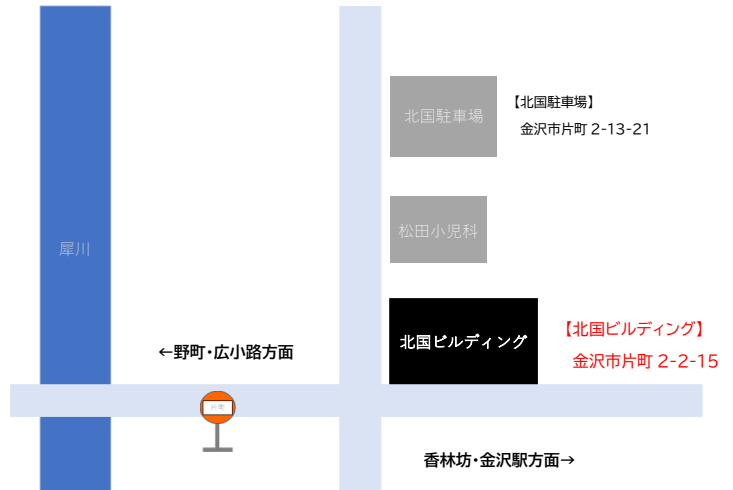 北国駐車場
【北国駐車場】
金沢市片町 2-13-21
犀川
松田小児科
北国ビルディング
【北国ビルディング】
金沢市片町 2-2-15
←野町・広小路方面
片町
香林坊・金沢駅方面→